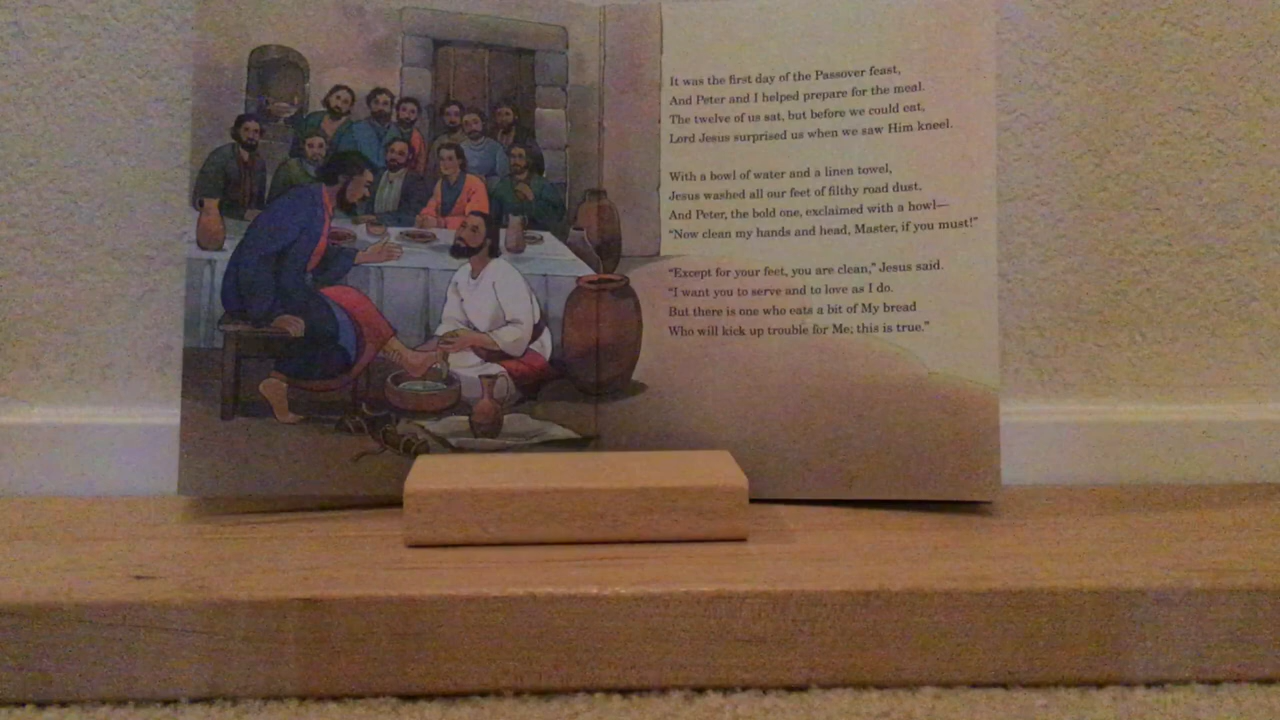 It was the first day of the Passover feast,
And Peter and I helped prepare for the meal.
The twelve of us sat, but before we could eat,
Lord Jesus surprised us when we saw Him kneel.
With a bowl of water and a linen towel,
Jesus washed all our feet of filthy road dust,
And Peter, the bold one, exclaimed with a howl—
“Now clean my hands and head, Master, if you must!”
“Except for your feet, you are clean,” Jesus said.
“I want you to serve and to love as I do.
But there is one who eats a bit of My bread
Who will kick up trouble for Me; this is true.”